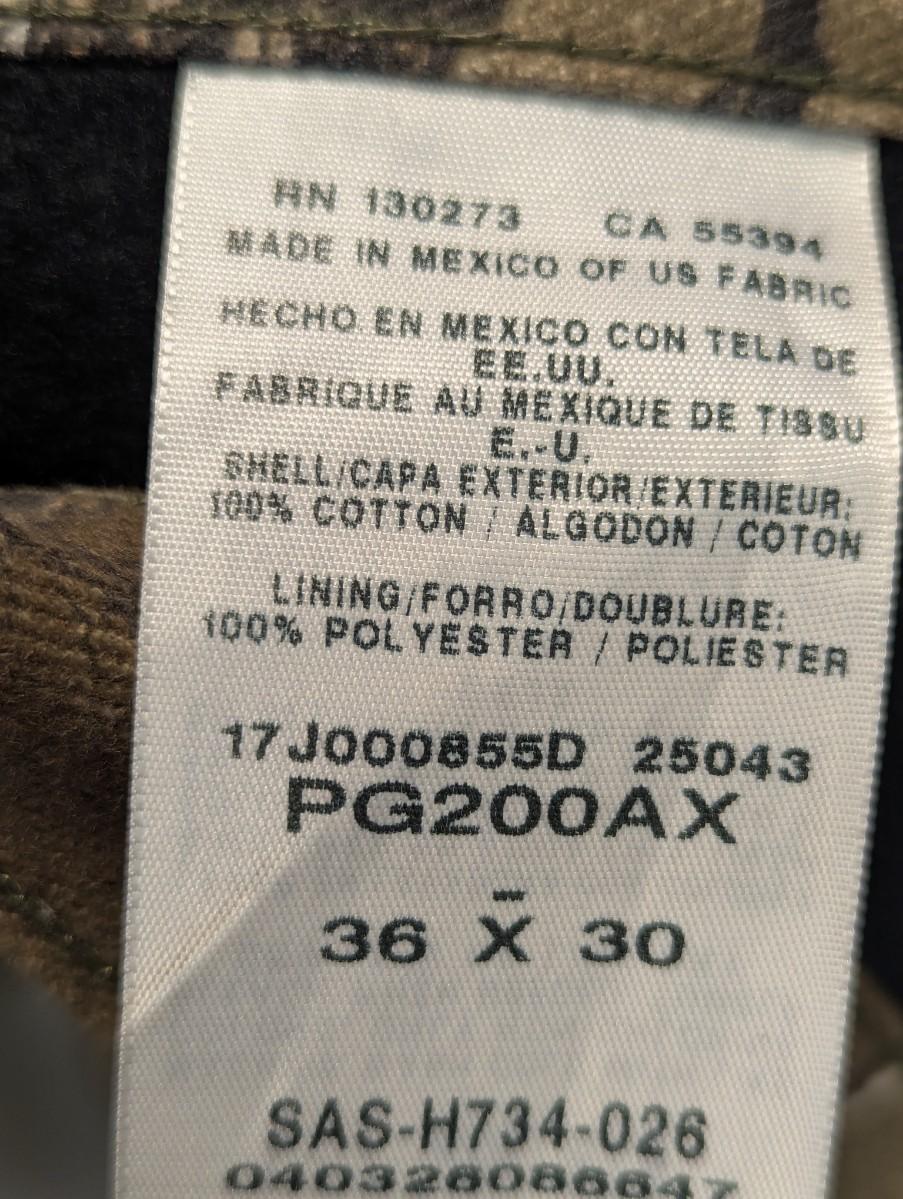 RN 130273 CA 55394
MADE IN MEXICO OF US FABRIC
HECHO EN MEXICO CON TELA DE
EE.UU.
FABRIQUE AU MEXIQUE DE TISSU
E.-U.
SHELL/CAPA EXTERIOR/EXTERIEUR:
100% COTTON / ALGODON / COTON
LINING/FORRO/DOUBLURE:
100% POLYESTER / POLIESTER
17J000855D 25043
PG200AX
36 X̄ 30
SAS-H734-026